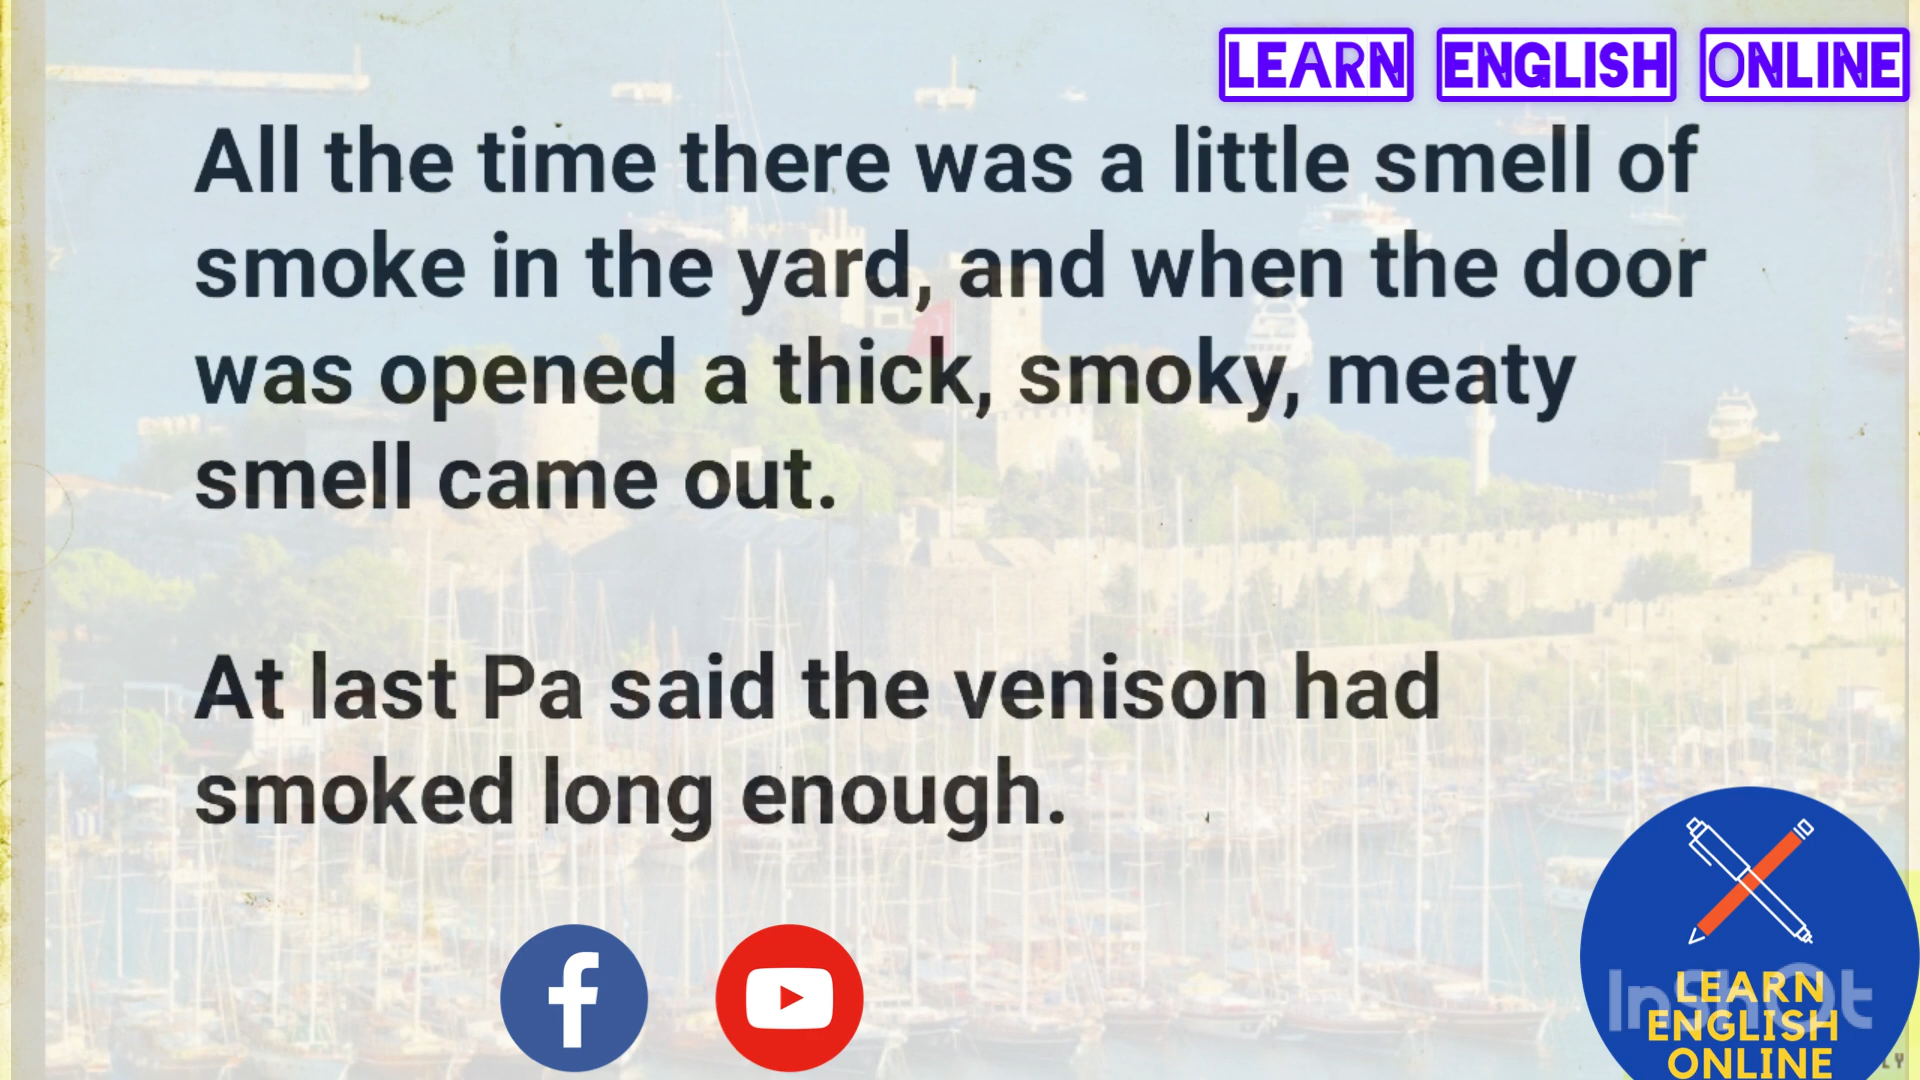 LEARN ENGLISH ONLINE
All the time there was a little smell of
smoke in the yard, and when the door
was opened a thick, smoky, meaty
smell came out.
At last Pa said the venison had
smoked long enough.
f
InShOt
LEARN
ENGLISH
ONLINE